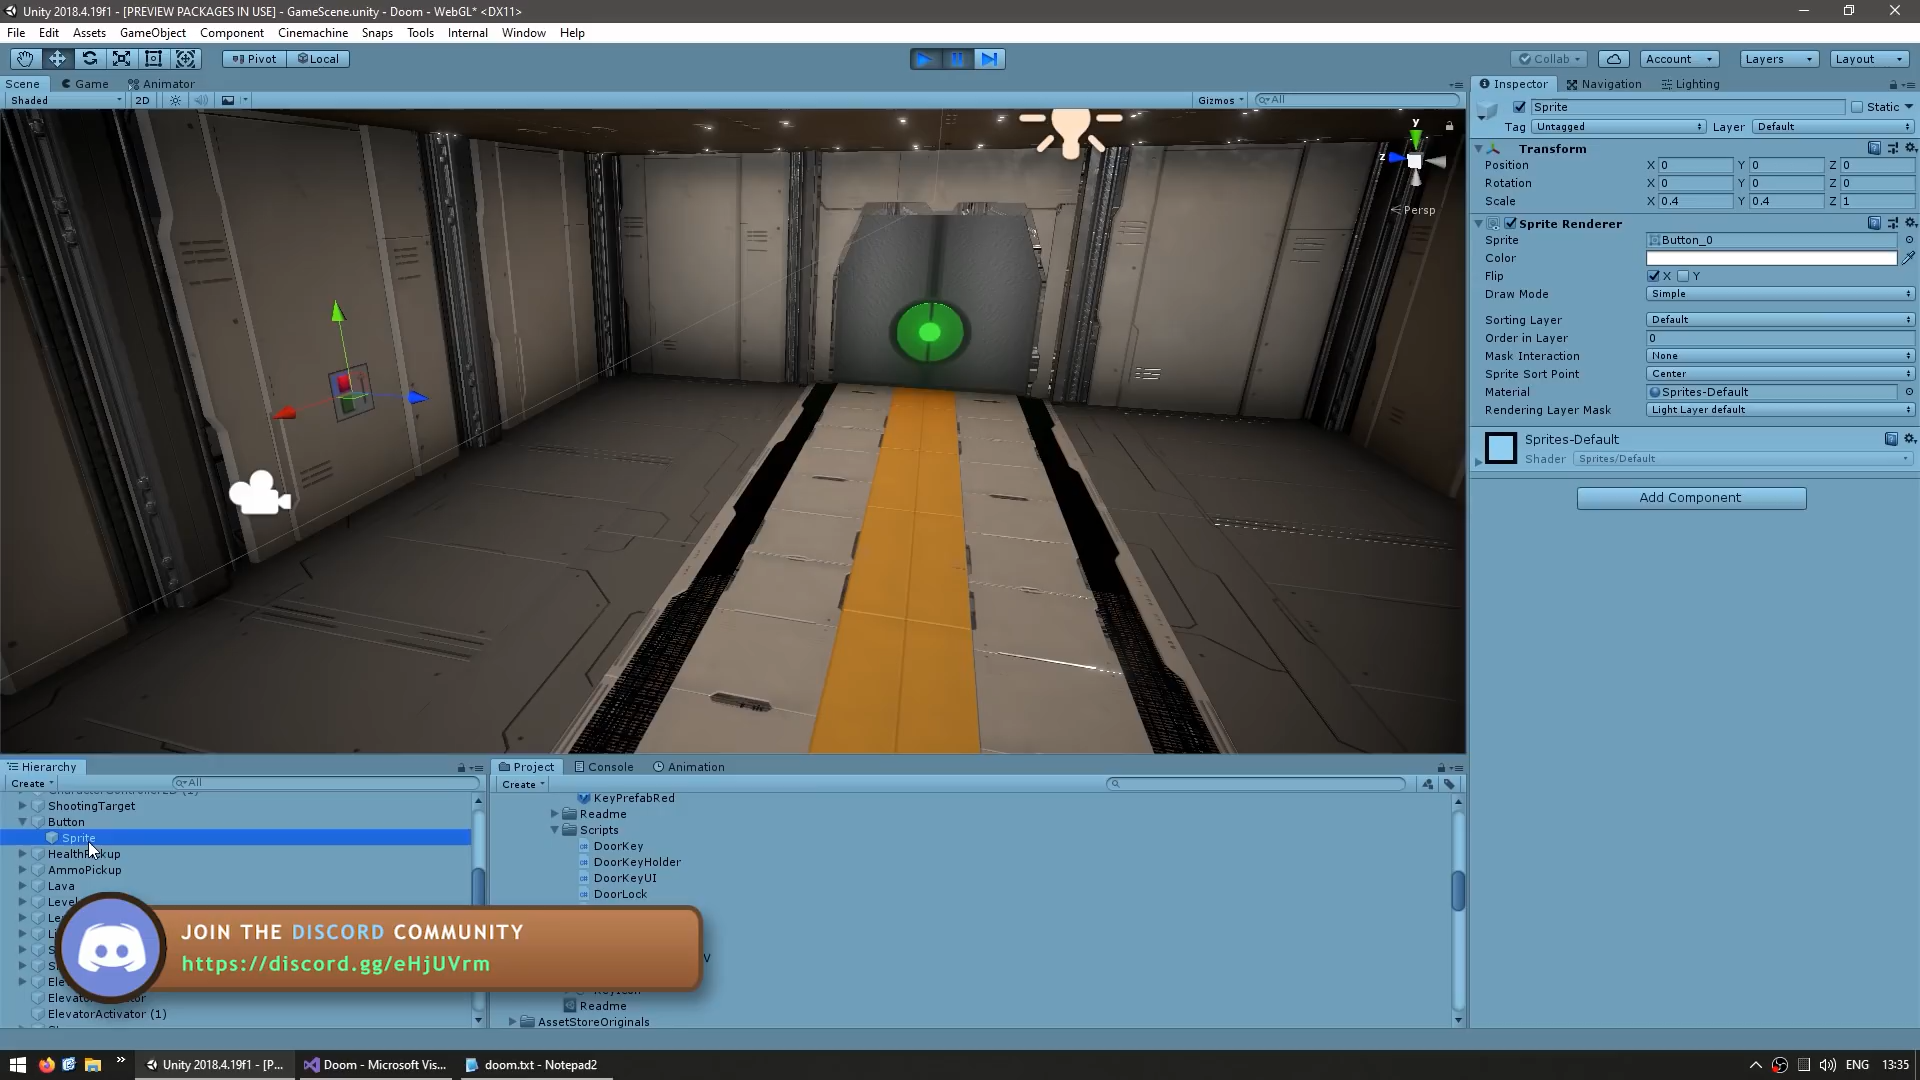 Unity 2018.4.19f1 - [PREVIEW PACKAGES IN USE] - GameScene.unity - Doom - WebGL* <DX11>
File Edit Assets GameObject Component Cinemachine Snaps Tools Internal Window Help
Pivot Local Collab Account Layers Layout
Scene Game Animator
Shaded 2D Gizmos All
y
z
Persp
Inspector Navigation Lighting
Sprite Static
Tag Untagged Layer Default
Transform
Position X 0 Y 0 Z 0
Rotation X 0 Y 0 Z 0
Scale X 0.4 Y 0.4 Z 1
Sprite Renderer
Sprite Button_0
Color
Flip X Y
Draw Mode Simple
Sorting Layer Default
Order in Layer 0
Mask Interaction None
Sprite Sort Point Center
Material Sprites-Default
Rendering Layer Mask Light Layer default
Sprites-Default
Shader Sprites/Default
Add Component
Hierarchy
Create All
ShootingTarget
Button
Sprite
HealthPickup
AmmoPickup
Lava
Level
ElevatorActivator (1)
Project Console Animation
Create
KeyPrefabRed
Readme
Scripts
DoorKey
DoorKeyHolder
DoorKeyUI
DoorLock
Readme
AssetStoreOriginals
JOIN THE DISCORD COMMUNITY
https://discord.gg/eHjUVrm
Unity 2018.4.19f1 - [P... Doom - Microsoft Vis... doom.txt - Notepad2 ENG 13:35